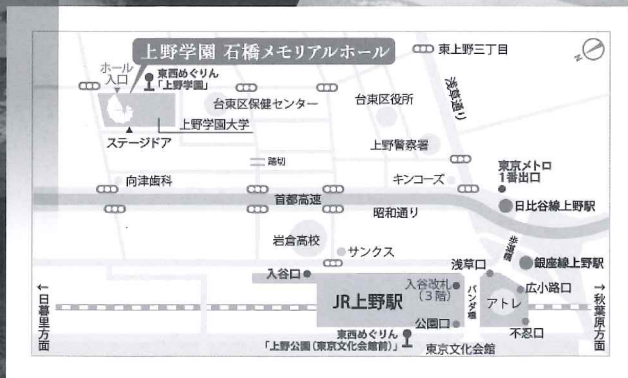 上野学園 石橋メモリアルホール
東上野三丁目
N
ホール
入口
東西めぐりん
「上野学園」
台東区保健センター
台東区役所
浅草通り
上野学園大学
ステージドア
上野警察署
踏切
東京メトロ
1番出口
向津歯科
キンコーズ
首都高速
日比谷線上野駅
昭和通り
岩倉高校
サンクス
歩道橋
浅草口
銀座線上野駅
入谷口
入谷改札
(3階)
パンダ橋
広小路口
JR上野駅
アトレ
←日暮里方面
→秋葉原方面
公園口
不忍口
東西めぐりん
「上野公園(東京文化会館前)」
東京文化会館